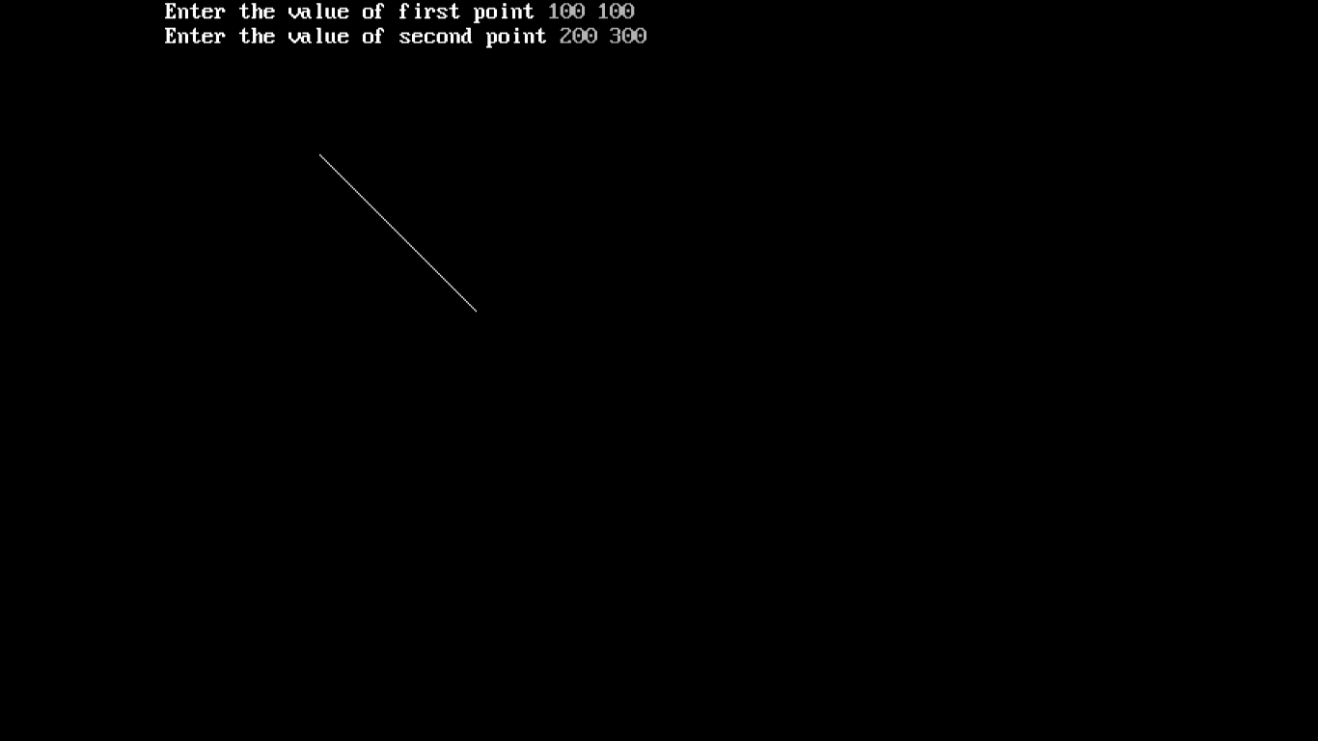 Enter the value of first point 100 100
Enter the value of second point 200 300